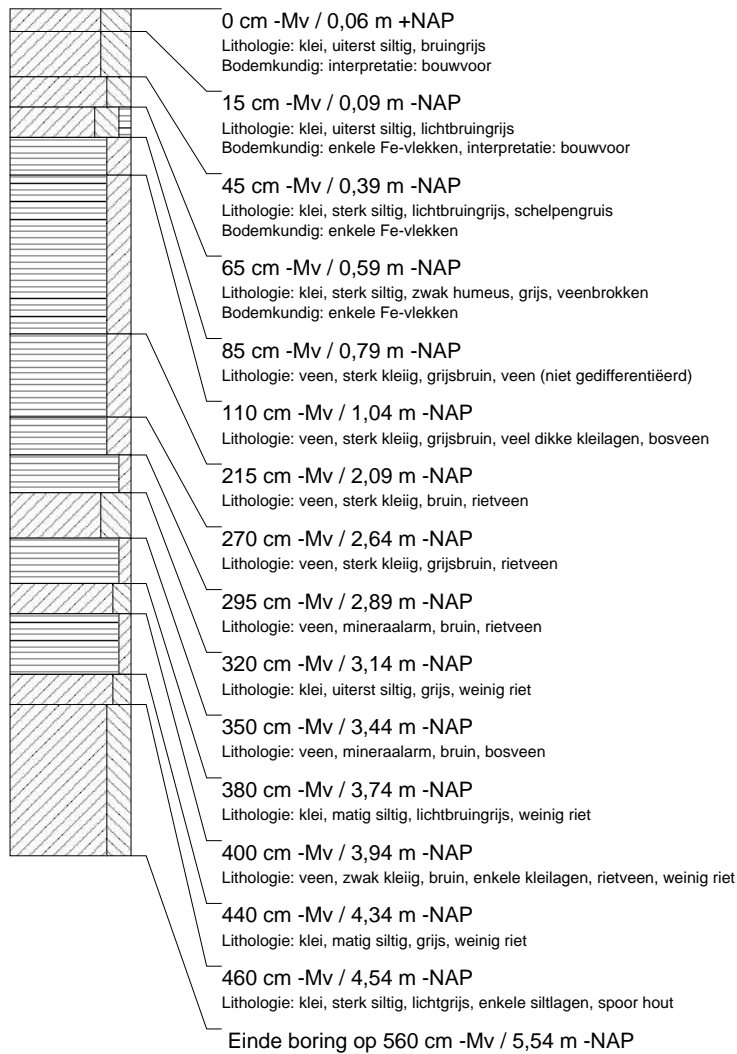 0 cm -Mv / 0,06 m +NAP
Lithologie: klei, uiterst siltig, bruingrijs
Bodemkundig: interpretatie: bouwvoor
15 cm -Mv / 0,09 m -NAP
Lithologie: klei, uiterst siltig, lichtbruingrijs
Bodemkundig: enkele Fe-vlekken, interpretatie: bouwvoor
45 cm -Mv / 0,39 m -NAP
Lithologie: klei, sterk siltig, lichtbruingrijs, schelpengruis
Bodemkundig: enkele Fe-vlekken
65 cm -Mv / 0,59 m -NAP
Lithologie: klei, sterk siltig, zwak humeus, grijs, veenbrokken
Bodemkundig: enkele Fe-vlekken
85 cm -Mv / 0,79 m -NAP
Lithologie: veen, sterk kleiig, grijsbruin, veen (niet gedifferentiëerd)
110 cm -Mv / 1,04 m -NAP
Lithologie: veen, sterk kleiig, grijsbruin, veel dikke kleilagen, bosveen
215 cm -Mv / 2,09 m -NAP
Lithologie: veen, sterk kleiig, bruin, rietveen
270 cm -Mv / 2,64 m -NAP
Lithologie: veen, sterk kleiig, grijsbruin, rietveen
295 cm -Mv / 2,89 m -NAP
Lithologie: veen, mineraalarm, bruin, rietveen
320 cm -Mv / 3,14 m -NAP
Lithologie: klei, uiterst siltig, grijs, weinig riet
350 cm -Mv / 3,44 m -NAP
Lithologie: veen, mineraalarm, bruin, bosveen
380 cm -Mv / 3,74 m -NAP
Lithologie: klei, matig siltig, lichtbruingrijs, weinig riet
400 cm -Mv / 3,94 m -NAP
Lithologie: veen, zwak kleiig, bruin, enkele kleilagen, rietveen, weinig riet
440 cm -Mv / 4,34 m -NAP
Lithologie: klei, matig siltig, grijs, weinig riet
460 cm -Mv / 4,54 m -NAP
Lithologie: klei, sterk siltig, lichtgrijs, enkele siltlagen, spoor hout
Einde boring op 560 cm -Mv / 5,54 m -NAP